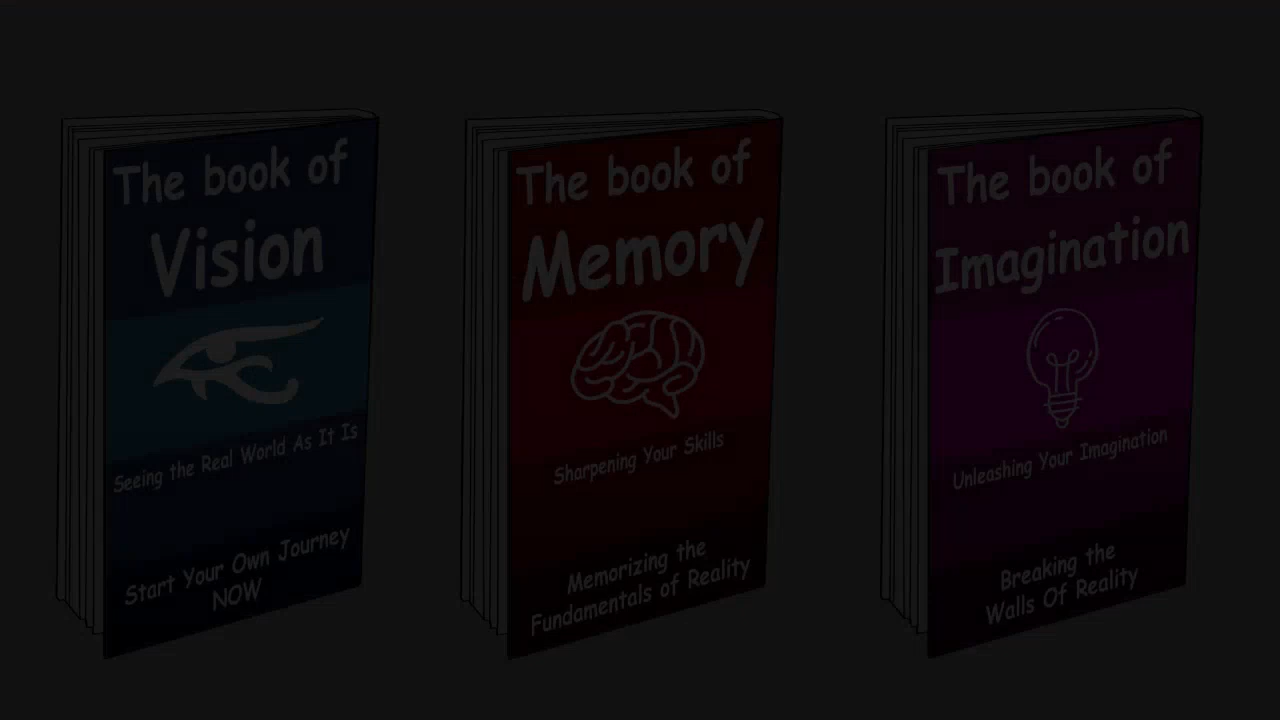 The book of
Vision
Seeing the Real World As It Is
Start Your Own Journey
NOW
The book of
Memory
Sharpening Your Skills
Memorizing the
Fundamentals of Reality
The book of
Imagination
Unleashing Your Imagination
Breaking the
Walls Of Reality